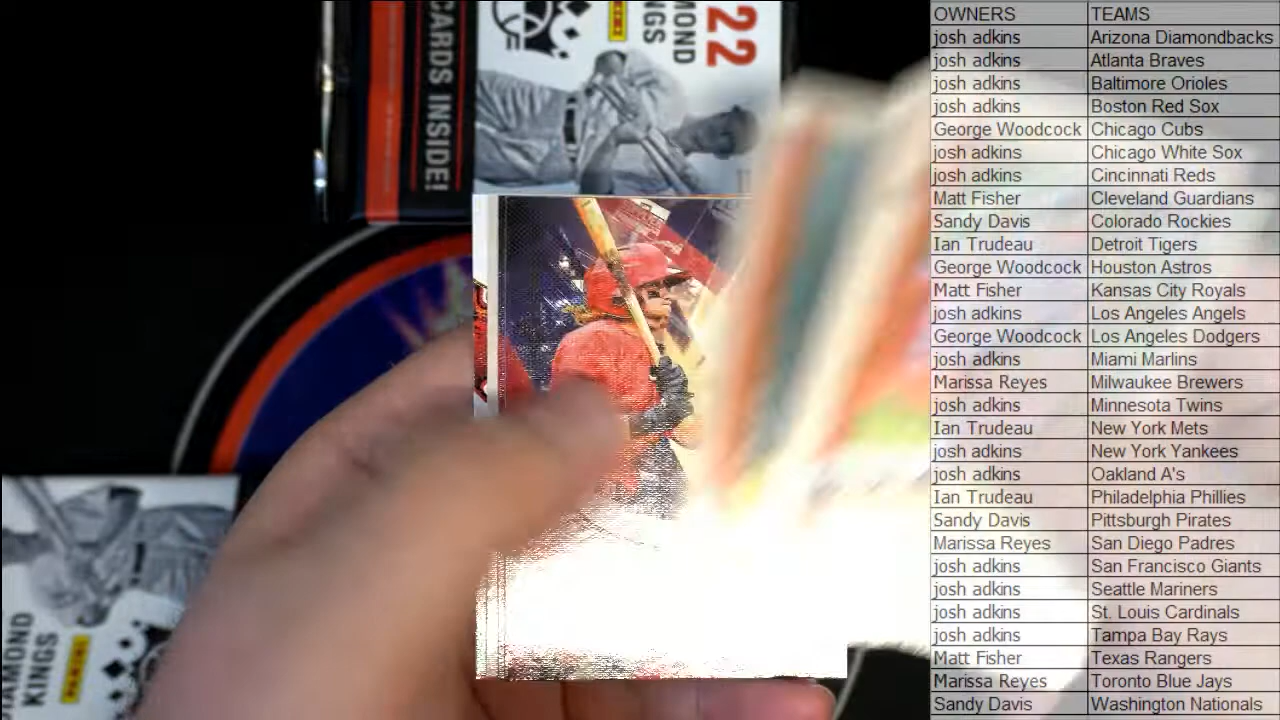 CARDS INSIDE!
MOND
KINGS
PANINI
22
DIAMOND
KINGS
PANINI
OWNERS TEAMS
josh adkins Arizona Diamondbacks
josh adkins Atlanta Braves
josh adkins Baltimore Orioles
josh adkins Boston Red Sox
George Woodcock Chicago Cubs
josh adkins Chicago White Sox
josh adkins Cincinnati Reds
Matt Fisher Cleveland Guardians
Sandy Davis Colorado Rockies
Ian Trudeau Detroit Tigers
George Woodcock Houston Astros
Matt Fisher Kansas City Royals
josh adkins Los Angeles Angels
George Woodcock Los Angeles Dodgers
josh adkins Miami Marlins
Marissa Reyes Milwaukee Brewers
josh adkins Minnesota Twins
Ian Trudeau New York Mets
josh adkins New York Yankees
josh adkins Oakland A's
Ian Trudeau Philadelphia Phillies
Sandy Davis Pittsburgh Pirates
Marissa Reyes San Diego Padres
josh adkins San Francisco Giants
josh adkins Seattle Mariners
josh adkins St. Louis Cardinals
josh adkins Tampa Bay Rays
Matt Fisher Texas Rangers
Marissa Reyes Toronto Blue Jays
Sandy Davis Washington Nationals